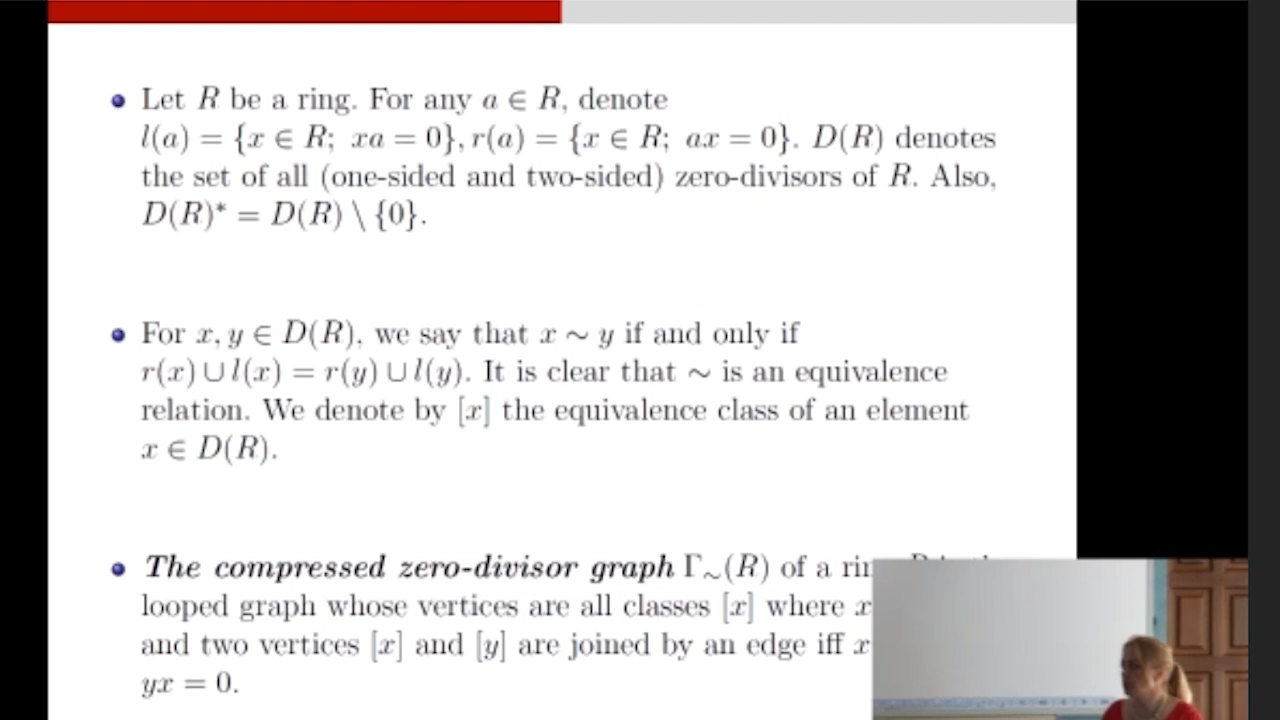 • Let R be a ring. For any a ∈ R, denote
l(a) = {x ∈ R; xa = 0}, r(a) = {x ∈ R; ax = 0}. D(R) denotes
the set of all (one-sided and two-sided) zero-divisors of R. Also,
D(R)* = D(R) \ {0}.
• For x, y ∈ D(R), we say that x ∼ y if and only if
r(x) ∪ l(x) = r(y) ∪ l(y). It is clear that ∼ is an equivalence
relation. We denote by [x] the equivalence class of an element
x ∈ D(R).
• The compressed zero-divisor graph Γ∼(R) of a
looped graph whose vertices are all classes [x] where x
and two vertices [x] and [y] are joined by an edge iff x
yx = 0.